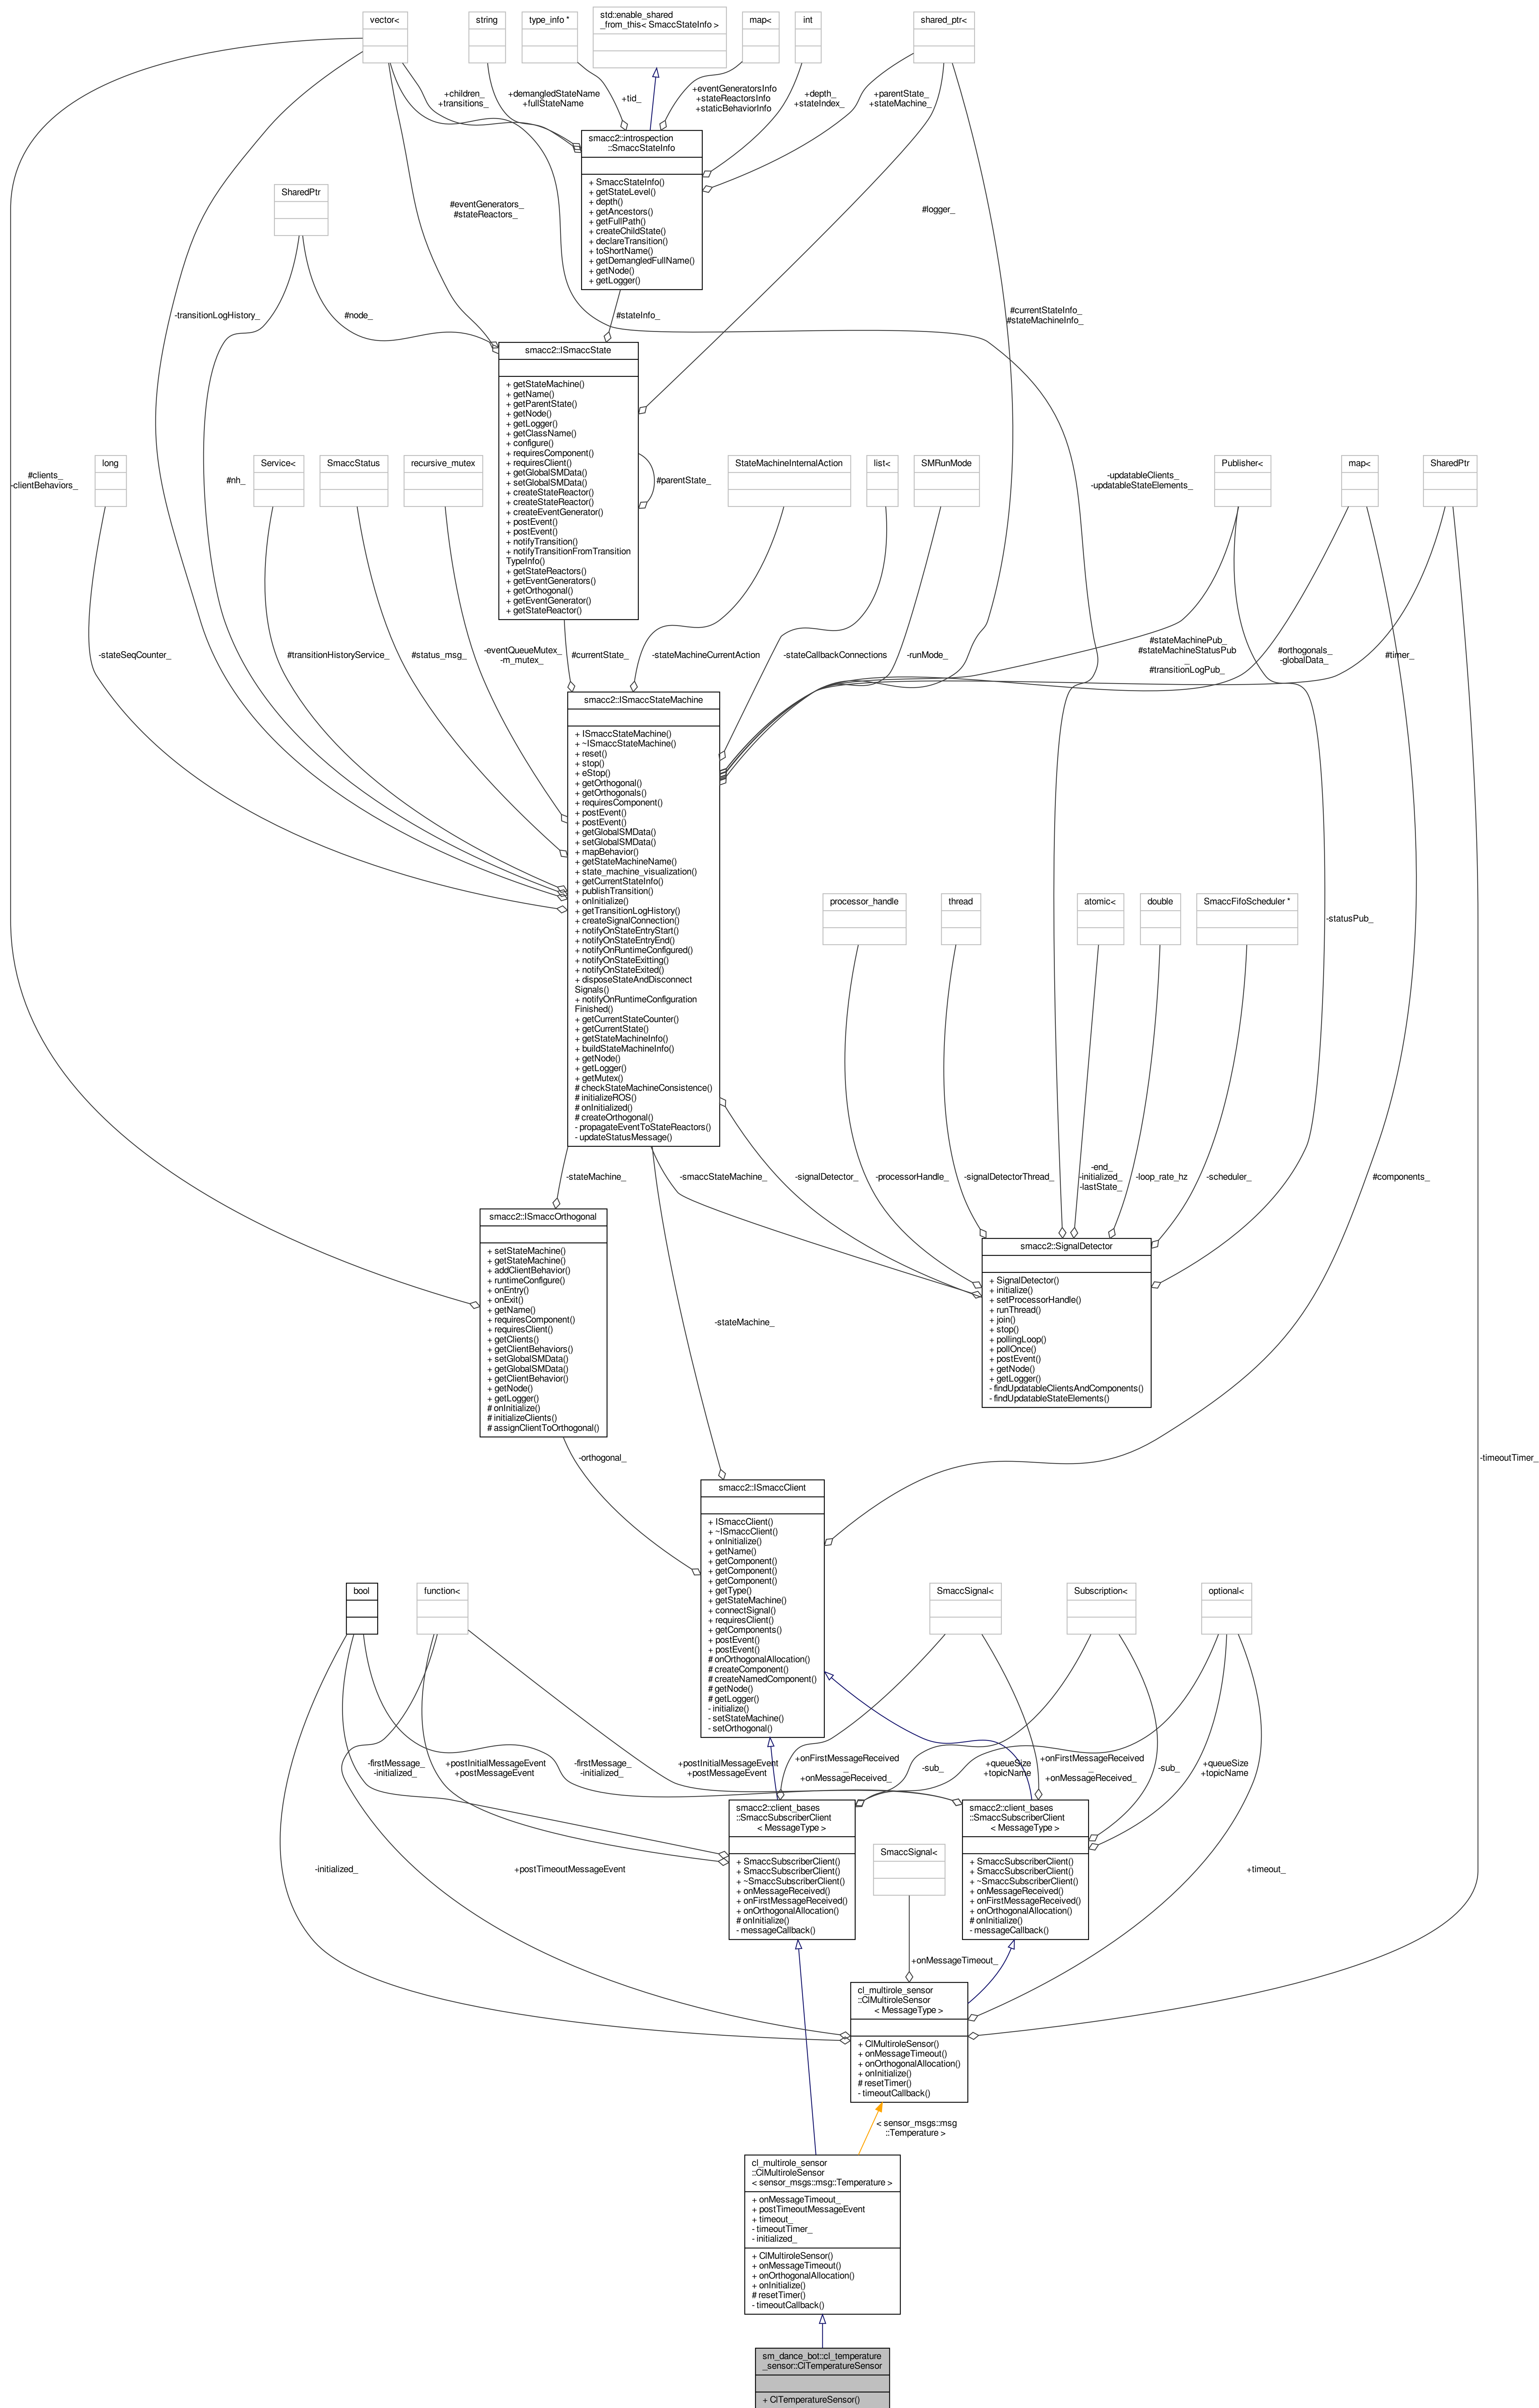 vector<
string
type_info *
std::enable_shared
_from_this< SmaccStateInfo >
map<
int
shared_ptr<
+children_
+transitions_
+demangledStateName
+fullStateName
+tid_
+eventGeneratorsInfo
+stateReactorsInfo
+staticBehaviorInfo
+depth_
+stateIndex_
+parentState_
+stateMachine_
smacc2::introspection
::SmaccStateInfo
+ SmaccStateInfo()
+ getStateLevel()
+ depth()
+ getAncestors()
+ getFullPath()
+ createChildState()
+ declareTransition()
+ toShortName()
+ getDemangledFullName()
+ getNode()
+ getLogger()
SharedPtr
#eventGenerators_
#stateReactors_
#logger_
-transitionLogHistory_
#node_
#stateInfo_
#currentStateInfo_
#stateMachineInfo_
smacc2::ISmaccState
+ getStateMachine()
+ getName()
+ getParentState()
+ getNode()
+ getLogger()
+ getClassName()
+ configure()
+ requiresComponent()
+ requiresClient()
+ getGlobalSMData()
+ setGlobalSMData()
+ createStateReactor()
+ createStateReactor()
+ createEventGenerator()
+ postEvent()
+ postEvent()
+ notifyTransition()
+ notifyTransitionFromTransition
TypeInfo()
+ getStateReactors()
+ getEventGenerators()
+ getOrthogonal()
+ getEventGenerator()
+ getStateReactor()
#parentState_
#clients_
-clientBehaviors_
long
#nh_
Service<
SmaccStatus
recursive_mutex
StateMachineInternalAction
list<
SMRunMode
-updatableClients_
-updatableStateElements_
Publisher<
map<
SharedPtr
-stateSeqCounter_
#transitionHistoryService_
#status_msg_
-eventQueueMutex_
-m_mutex_
#currentState_
-stateMachineCurrentAction
-stateCallbackConnections
-runMode_
#stateMachinePub_
#stateMachineStatusPub
_
#transitionLogPub_
#orthogonals_
-globalData_
#timer_
smacc2::ISmaccStateMachine
+ ISmaccStateMachine()
+ ~ISmaccStateMachine()
+ reset()
+ stop()
+ eStop()
+ getOrthogonal()
+ getOrthogonals()
+ requiresComponent()
+ postEvent()
+ postEvent()
+ getGlobalSMData()
+ setGlobalSMData()
+ mapBehavior()
+ getStateMachineName()
+ state_machine_visualization()
+ getCurrentStateInfo()
+ publishTransition()
+ onInitialize()
+ getTransitionLogHistory()
+ createSignalConnection()
+ notifyOnStateEntryStart()
+ notifyOnStateEntryEnd()
+ notifyOnRuntimeConfigured()
+ notifyOnStateExitting()
+ notifyOnStateExited()
+ disposeStateAndDisconnect
Signals()
+ notifyOnRuntimeConfiguration
Finished()
+ getCurrentStateCounter()
+ getCurrentState()
+ getStateMachineInfo()
+ buildStateMachineInfo()
+ getNode()
+ getLogger()
+ getMutex()
# checkStateMachineConsistence()
# initializeROS()
# onInitialized()
# createOrthogonal()
- propagateEventToStateReactors()
- updateStatusMessage()
processor_handle
thread
atomic<
double
SmaccFifoScheduler *
-statusPub_
-stateMachine_
-smaccStateMachine_
-signalDetector_
-processorHandle_
-signalDetectorThread_
-end_
-initialized_
-lastState_
-loop_rate_hz
-scheduler_
#components_
smacc2::ISmaccOrthogonal
+ setStateMachine()
+ getStateMachine()
+ addClientBehavior()
+ runtimeConfigure()
+ onEntry()
+ onExit()
+ getName()
+ requiresComponent()
+ requiresClient()
+ getClients()
+ getClientBehaviors()
+ setGlobalSMData()
+ getGlobalSMData()
+ getClientBehavior()
+ getNode()
+ getLogger()
# onInitialize()
# initializeClients()
# assignClientToOrthogonal()
smacc2::SignalDetector
+ SignalDetector()
+ initialize()
+ setProcessorHandle()
+ runThread()
+ join()
+ stop()
+ pollingLoop()
+ pollOnce()
+ postEvent()
+ getNode()
+ getLogger()
- findUpdatableClientsAndComponents()
- findUpdatableStateElements()
-stateMachine_
-orthogonal_
-timeoutTimer_
smacc2::ISmaccClient
+ ISmaccClient()
+ ~ISmaccClient()
+ onInitialize()
+ getName()
+ getComponent()
+ getComponent()
+ getComponent()
+ getType()
+ getStateMachine()
+ connectSignal()
+ requiresClient()
+ getComponents()
+ postEvent()
+ postEvent()
# onOrthogonalAllocation()
# createComponent()
# createNamedComponent()
# getNode()
# getLogger()
- initialize()
- setStateMachine()
- setOrthogonal()
bool
function<
SmaccSignal<
Subscription<
optional<
-firstMessage_
-initialized_
+postInitialMessageEvent
+postMessageEvent
-firstMessage_
-initialized_
+postInitialMessageEvent
+postMessageEvent
+onFirstMessageReceived
_
+onMessageReceived_
-sub_
+queueSize
+topicName
+onFirstMessageReceived
_
+onMessageReceived_
-sub_
+queueSize
+topicName
smacc2::client_bases
::SmaccSubscriberClient
< MessageType >
+ SmaccSubscriberClient()
+ SmaccSubscriberClient()
+ ~SmaccSubscriberClient()
+ onMessageReceived()
+ onFirstMessageReceived()
+ onOrthogonalAllocation()
# onInitialize()
- messageCallback()
SmaccSignal<
smacc2::client_bases
::SmaccSubscriberClient
< MessageType >
+ SmaccSubscriberClient()
+ SmaccSubscriberClient()
+ ~SmaccSubscriberClient()
+ onMessageReceived()
+ onFirstMessageReceived()
+ onOrthogonalAllocation()
# onInitialize()
- messageCallback()
-initialized_
+postTimeoutMessageEvent
+timeout_
+onMessageTimeout_
cl_multirole_sensor
::ClMultiroleSensor
< MessageType >
+ ClMultiroleSensor()
+ onMessageTimeout()
+ onOrthogonalAllocation()
+ onInitialize()
# resetTimer()
- timeoutCallback()
< sensor_msgs::msg
::Temperature >
cl_multirole_sensor
::ClMultiroleSensor
< sensor_msgs::msg::Temperature >
+ onMessageTimeout_
+ postTimeoutMessageEvent
+ timeout_
- timeoutTimer_
- initialized_
+ ClMultiroleSensor()
+ onMessageTimeout()
+ onOrthogonalAllocation()
+ onInitialize()
# resetTimer()
- timeoutCallback()
sm_dance_bot::cl_temperature
_sensor::ClTemperatureSensor
+ ClTemperatureSensor()